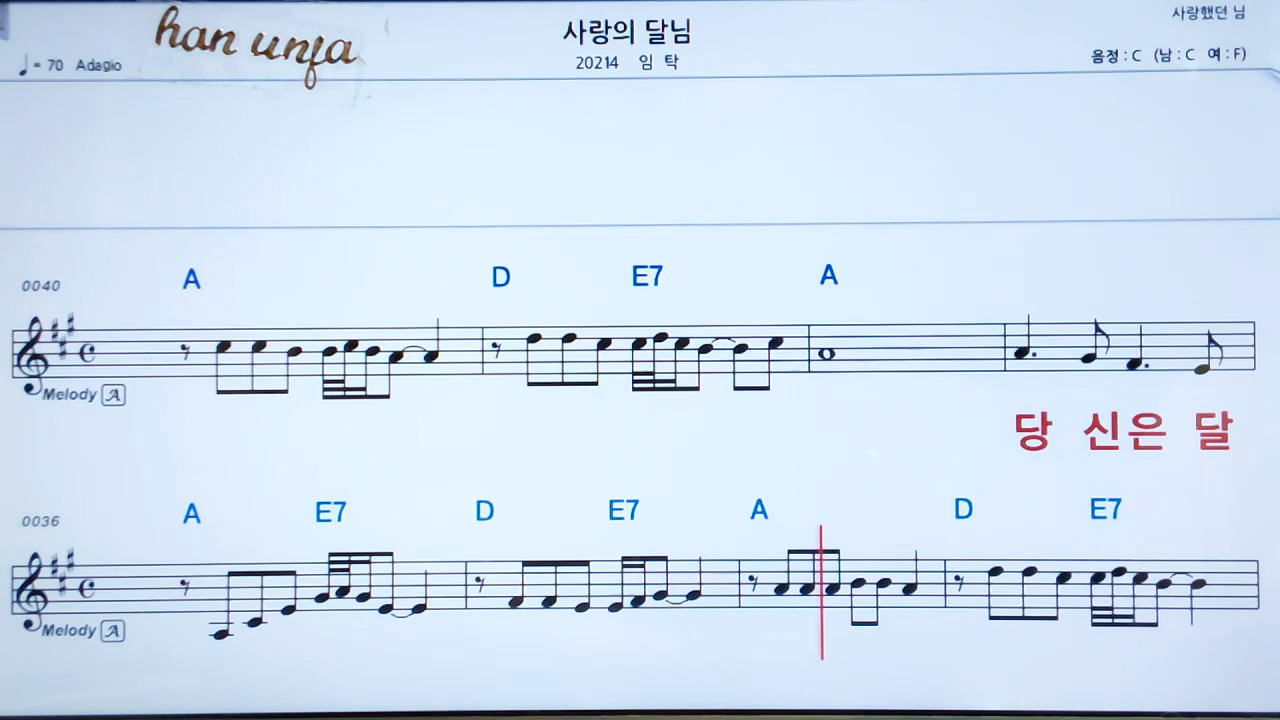 han unfa
사랑의 달님
사랑했던 님
♩= 70 Adagio
20214 임 탁
음정 : C (남 : C 여 : F)
0040
A D E7 A
Melody A
당 신은 달
0036
A E7 D E7 A D E7
Melody A